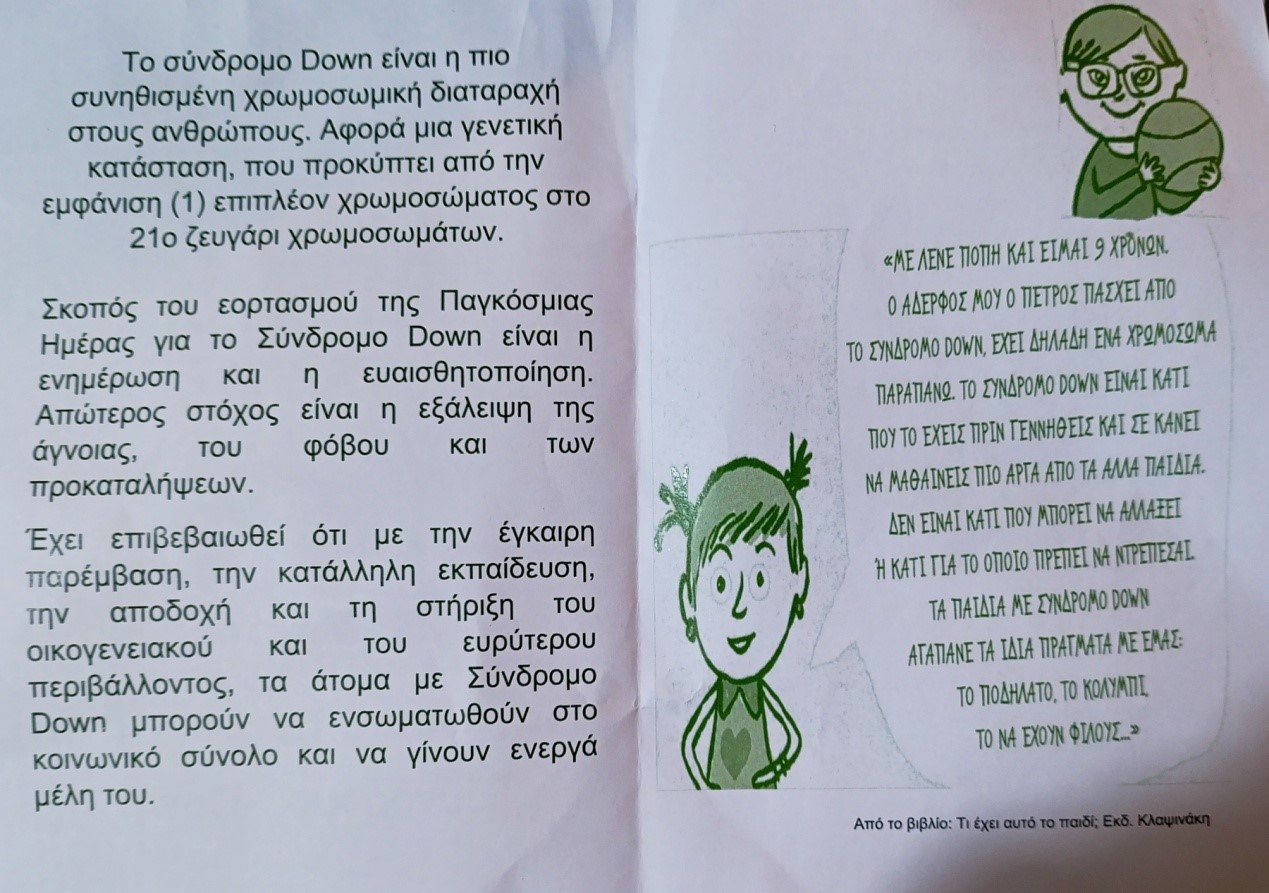 Το σύνδρομο Down είναι η πιο
συνηθισμένη χρωμοσωμική διαταραχή
στους ανθρώπους. Αφορά μια γενετική
κατάσταση, που προκύπτει από την
εμφάνιση (1) επιπλέον χρωμοσώματος στο
21ο ζευγάρι χρωμοσωμάτων.
Σκοπός του εορτασμού της Παγκόσμιας
Ημέρας για το Σύνδρομο Down είναι η
ενημέρωση και η ευαισθητοποίηση.
Απώτερος στόχος είναι η εξάλειψη της
άγνοιας, του φόβου και των
προκαταλήψεων.
Έχει επιβεβαιωθεί ότι με την έγκαιρη
παρέμβαση, την κατάλληλη εκπαίδευση,
την αποδοχή και τη στήριξη του
οικογενειακού και του ευρύτερου
περιβάλλοντος, τα άτομα με Σύνδρομο
Down μπορούν να ενσωματωθούν στο
κοινωνικό σύνολο και να γίνουν ενεργά
μέλη του.
«ΜΕ ΛΕΝΕ ΠΟΠΗ ΚΑΙ ΕΙΜΑΙ 9 ΧΡΟΝΩΝ.
Ο ΑΔΕΡΦΟΣ ΜΟΥ Ο ΠΕΤΡΟΣ ΠΑΣΧΕΙ ΑΠΟ
ΤΟ ΣΥΝΔΡΟΜΟ DOWN, ΕΧΕΙ ΔΗΛΑΔΗ ΕΝΑ ΧΡΩΜΟΣΩΜΑ
ΠΑΡΑΠΑΝΩ. ΤΟ ΣΥΝΔΡΟΜΟ DOWN ΕΙΝΑΙ ΚΑΤΙ
ΠΟΥ ΤΟ ΕΧΕΙΣ ΠΡΙΝ ΓΕΝΝΗΘΕΙΣ ΚΑΙ ΣΕ ΚΑΝΕΙ
ΝΑ ΜΑΘΑΙΝΕΙΣ ΠΙΟ ΑΡΓΑ ΑΠΟ ΤΑ ΑΛΛΑ ΠΑΙΔΙΑ.
ΔΕΝ ΕΙΝΑΙ ΚΑΤΙ ΠΟΥ ΜΠΟΡΕΙ ΝΑ ΑΛΛΑΞΕΙ
Ή ΚΑΤΙ ΓΙΑ ΤΟ ΟΠΟΙΟ ΠΡΕΠΕΙ ΝΑ ΝΤΡΕΠΕΣΑΙ.
ΤΑ ΠΑΙΔΙΑ ΜΕ ΣΥΝΔΡΟΜΟ DOWN
ΑΓΑΠΑΝΕ ΤΑ ΙΔΙΑ ΠΡΑΓΜΑΤΑ ΜΕ ΕΜΑΣ:
ΤΟ ΠΟΔΗΛΑΤΟ, ΤΟ ΚΟΛΥΜΠΙ,
ΤΟ ΝΑ ΕΧΟΥΝ ΦΙΛΟΥΣ...»
Από το βιβλίο: Τι έχει αυτό το παιδί; Εκδ. Κλαψινάκη